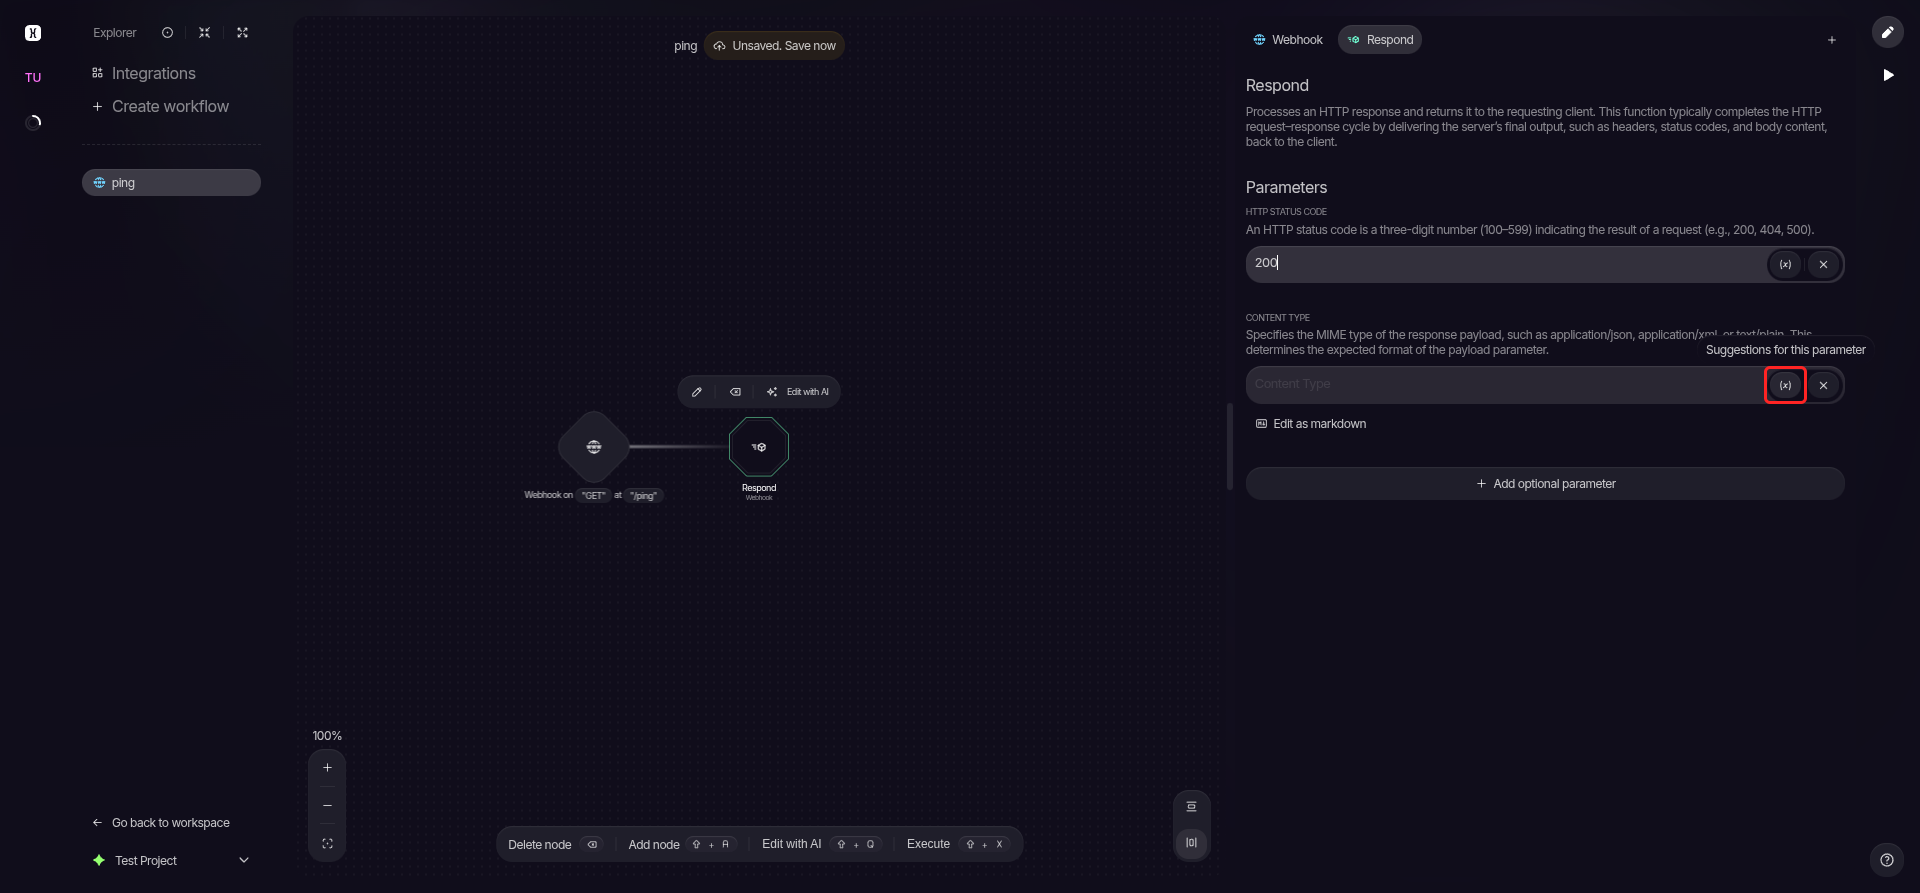 Explorer
TU
Integrations
Create workflow
ping
ping
Unsaved. Save now
Edit with AI
Webhook on "GET" at "/ping"
Respond
Webhook
100%
Delete node
Add node
⇧ + A
Edit with AI
⇧ + Q
Execute
⇧ + X
Go back to workspace
Test Project
Webhook
Respond
Respond
Processes an HTTP response and returns it to the requesting client. This function typically completes the HTTP
request–response cycle by delivering the server's final output, such as headers, status codes, and body content,
back to the client.
Parameters
HTTP STATUS CODE
An HTTP status code is a three-digit number (100–599) indicating the result of a request (e.g., 200, 404, 500).
200
(x)
CONTENT TYPE
Specifies the MIME type of the response payload, such as application/json, application/xml, or text/plain. This
determines the expected format of the payload parameter.
Suggestions for this parameter
Content Type
(x)
Edit as markdown
Add optional parameter